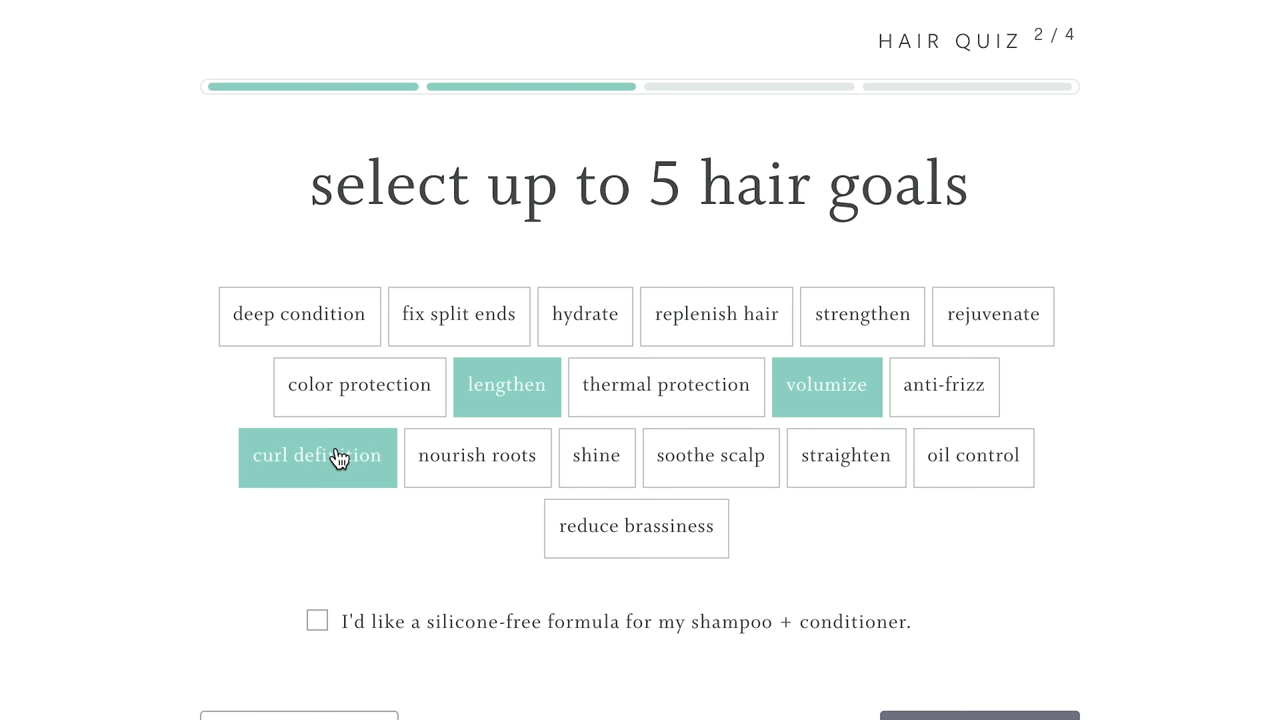 HAIR QUIZ 2 / 4
select up to 5 hair goals
deep condition fix split ends hydrate replenish hair strengthen rejuvenate
color protection lengthen thermal protection volumize anti-frizz
curl definition nourish roots shine soothe scalp straighten oil control
reduce brassiness
I'd like a silicone-free formula for my shampoo + conditioner.